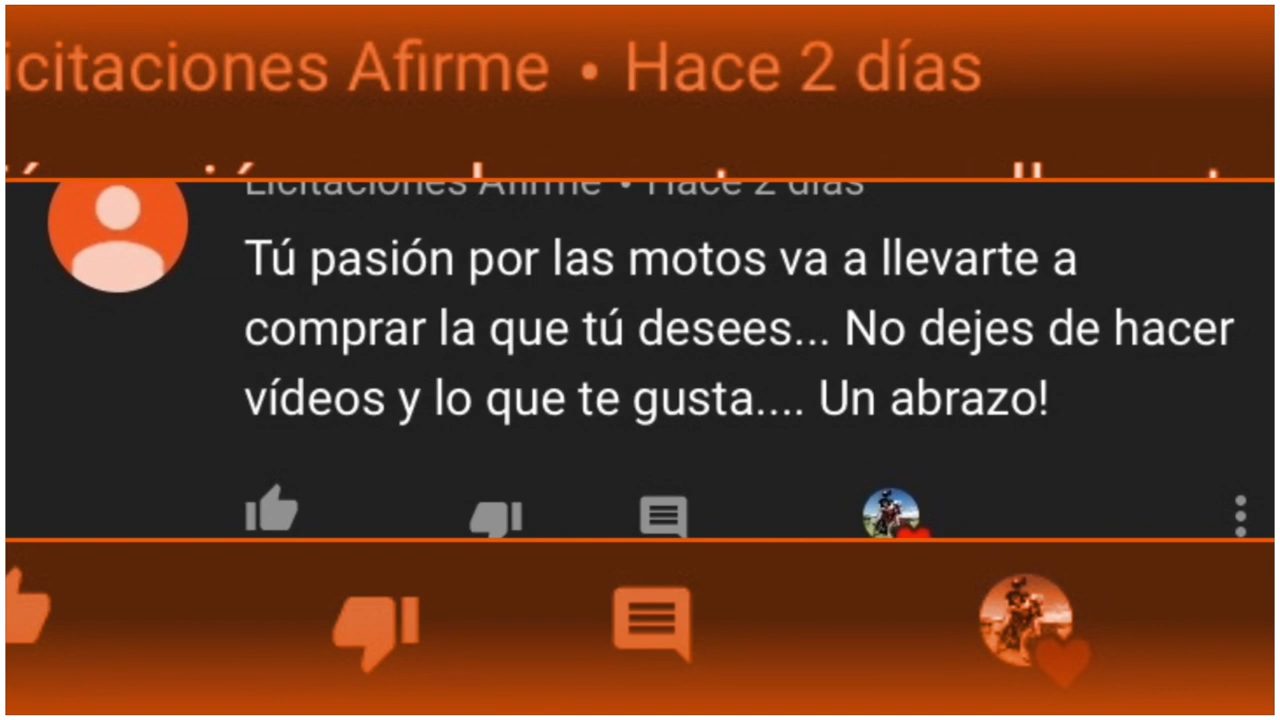 icitaciones Afirme • Hace 2 días
Licitaciones Afirme • Hace 2 días
Tú pasión por las motos va a llevarte a
comprar la que tú desees... No dejes de hacer
vídeos y lo que te gusta.... Un abrazo!